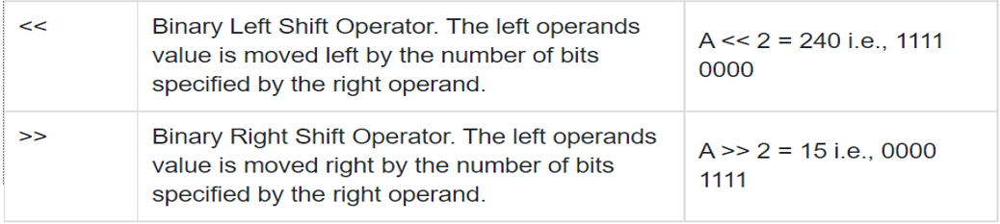 <<
Binary Left Shift Operator. The left operands
value is moved left by the number of bits
specified by the right operand.
A << 2 = 240 i.e., 1111
0000
>>
Binary Right Shift Operator. The left operands
value is moved right by the number of bits
specified by the right operand.
A >> 2 = 15 i.e., 0000
1111